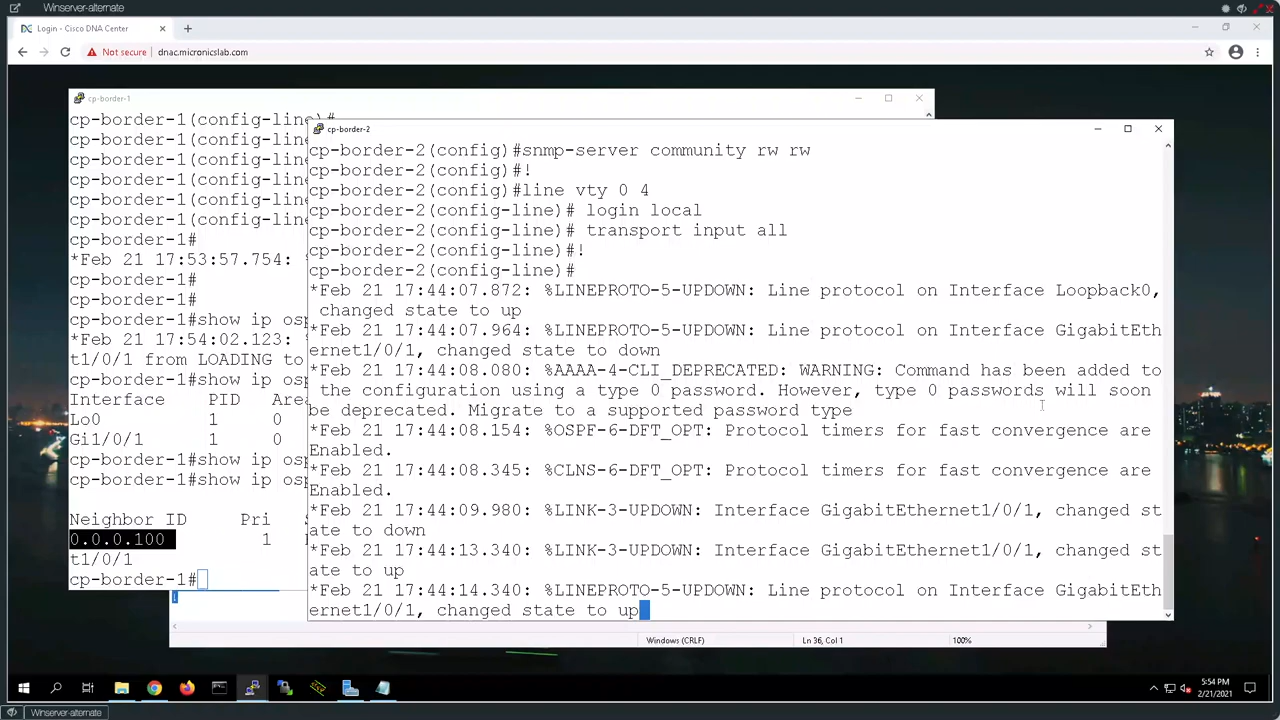 Winserver-alternate
Login - Cisco DNA Center
Not secure
dnac.micronicslab.com
cp-border-1
cp-border-1(config-line)#
cp-border-1(config-line)
cp-border-1(config-line)
cp-border-1(config-line)
cp-border-1(config-line)
cp-border-1(config-line)
cp-border-1#
*Feb 21 17:53:57.754:
cp-border-1#
cp-border-1#
cp-border-1#show ip osp
*Feb 21 17:54:02.123:
t1/0/1 from LOADING to
cp-border-1#show ip osp
Interface PID Area
Lo0 1 0
Gi1/0/1 1 0
cp-border-1#show ip osp
cp-border-1#show ip osp
Neighbor ID Pri
0.0.0.100 1
t1/0/1
cp-border-1#
cp-border-2
cp-border-2(config)#snmp-server community rw rw
cp-border-2(config)#!
cp-border-2(config)#line vty 0 4
cp-border-2(config-line)# login local
cp-border-2(config-line)# transport input all
cp-border-2(config-line)#!
cp-border-2(config-line)#
*Feb 21 17:44:07.872: %LINEPROTO-5-UPDOWN: Line protocol on Interface Loopback0,
changed state to up
*Feb 21 17:44:07.964: %LINEPROTO-5-UPDOWN: Line protocol on Interface GigabitEth
ernet1/0/1, changed state to down
*Feb 21 17:44:08.080: %AAAA-4-CLI_DEPRECATED: WARNING: Command has been added to
the configuration using a type 0 password. However, type 0 passwords will soon
be deprecated. Migrate to a supported password type
*Feb 21 17:44:08.154: %OSPF-6-DFT_OPT: Protocol timers for fast convergence are
Enabled.
*Feb 21 17:44:08.345: %CLNS-6-DFT_OPT: Protocol timers for fast convergence are
Enabled.
*Feb 21 17:44:09.980: %LINK-3-UPDOWN: Interface GigabitEthernet1/0/1, changed st
ate to down
*Feb 21 17:44:13.340: %LINK-3-UPDOWN: Interface GigabitEthernet1/0/1, changed st
ate to up
*Feb 21 17:44:14.340: %LINEPROTO-5-UPDOWN: Line protocol on Interface GigabitEth
ernet1/0/1, changed state to up
Windows (CRLF)
Ln 36, Col 1
100%
5:54 PM
2/21/2021
Winserver-alternate